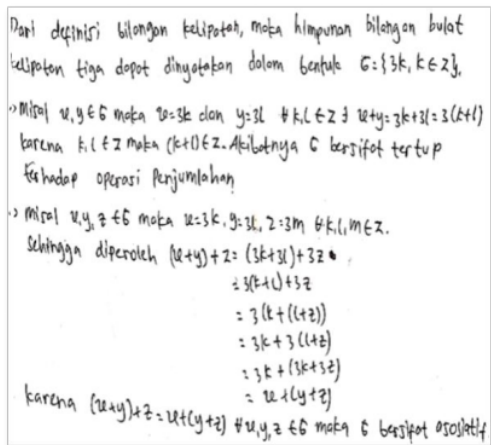 Dari definisi bilangan kelipatan, maka himpunan bilangan bulat
kelipatan tiga dapat dinyatakan dalam bentuk G:{3k, k∈Z}.
•> Misal x,y∈G maka x=3k dan y=3l ∀k,l∈Z ∃ x+y=3k+3l=3(k+l)
karena k,l∈Z maka (k+l)∈Z. Akibatnya G bersifat tertup
terhadap operasi Penjumlahan
•> misal x,y,z∈G maka x=3k, y=3l, z=3m ∀k,l,m∈Z.
Sehingga diperoleh (x+y)+z = (3k+3l)+3z
= 3(k+l)+3z
= 3(k+(l+z))
= 3k+3(l+z)
= 3k+(3k+3z)
= x+(y+z)
karena (x+y)+z=x+(y+z) ∀x,y,z∈G maka G bersifat asosiatif